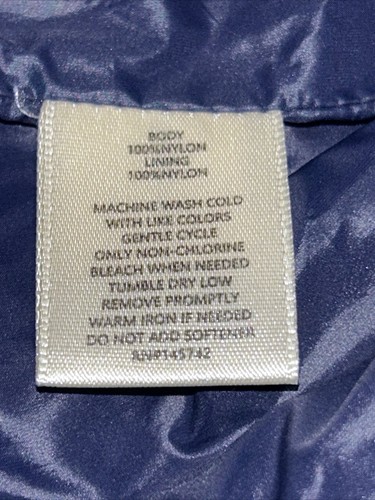 BODY
100%NYLON
LINING
100%NYLON
MACHINE WASH COLD
WITH LIKE COLORS
GENTLE CYCLE
ONLY NON-CHLORINE
BLEACH WHEN NEEDED
TUMBLE DRY LOW
REMOVE PROMPTLY
WARM IRON IF NEEDED
DO NOT ADD SOFTENER
RN#145742